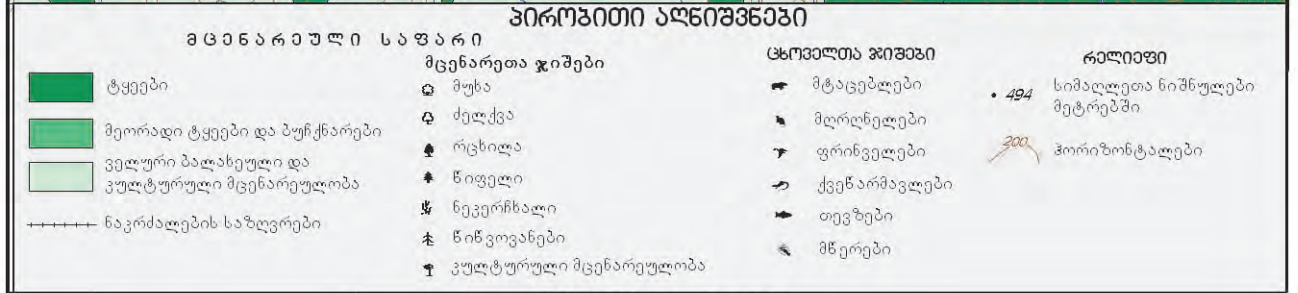 პირობითი აღნიშვნები
მცენარეული საფარი
ტყეები
მეორადი ტყეები და ბუჩქნარები
ველური ბალახეული და
კულტურული მცენარეულობა
ნაკრძალების საზღვრები
მცენარეთა ჯიშები
მუხა
ძელქვა
რცხილა
წიფელი
ნეკერჩხალი
წიწვოვანები
კულტურული მცენარეულობა
ცხოველთა ჯიშები
მტაცებლები
მღრღნელები
ფრინველები
ქვეწარმავლები
თევზები
მწერები
რელიეფი
494 სიმაღლეთა ნიშნულები
მეტრებში
200 ჰორიზონტალები